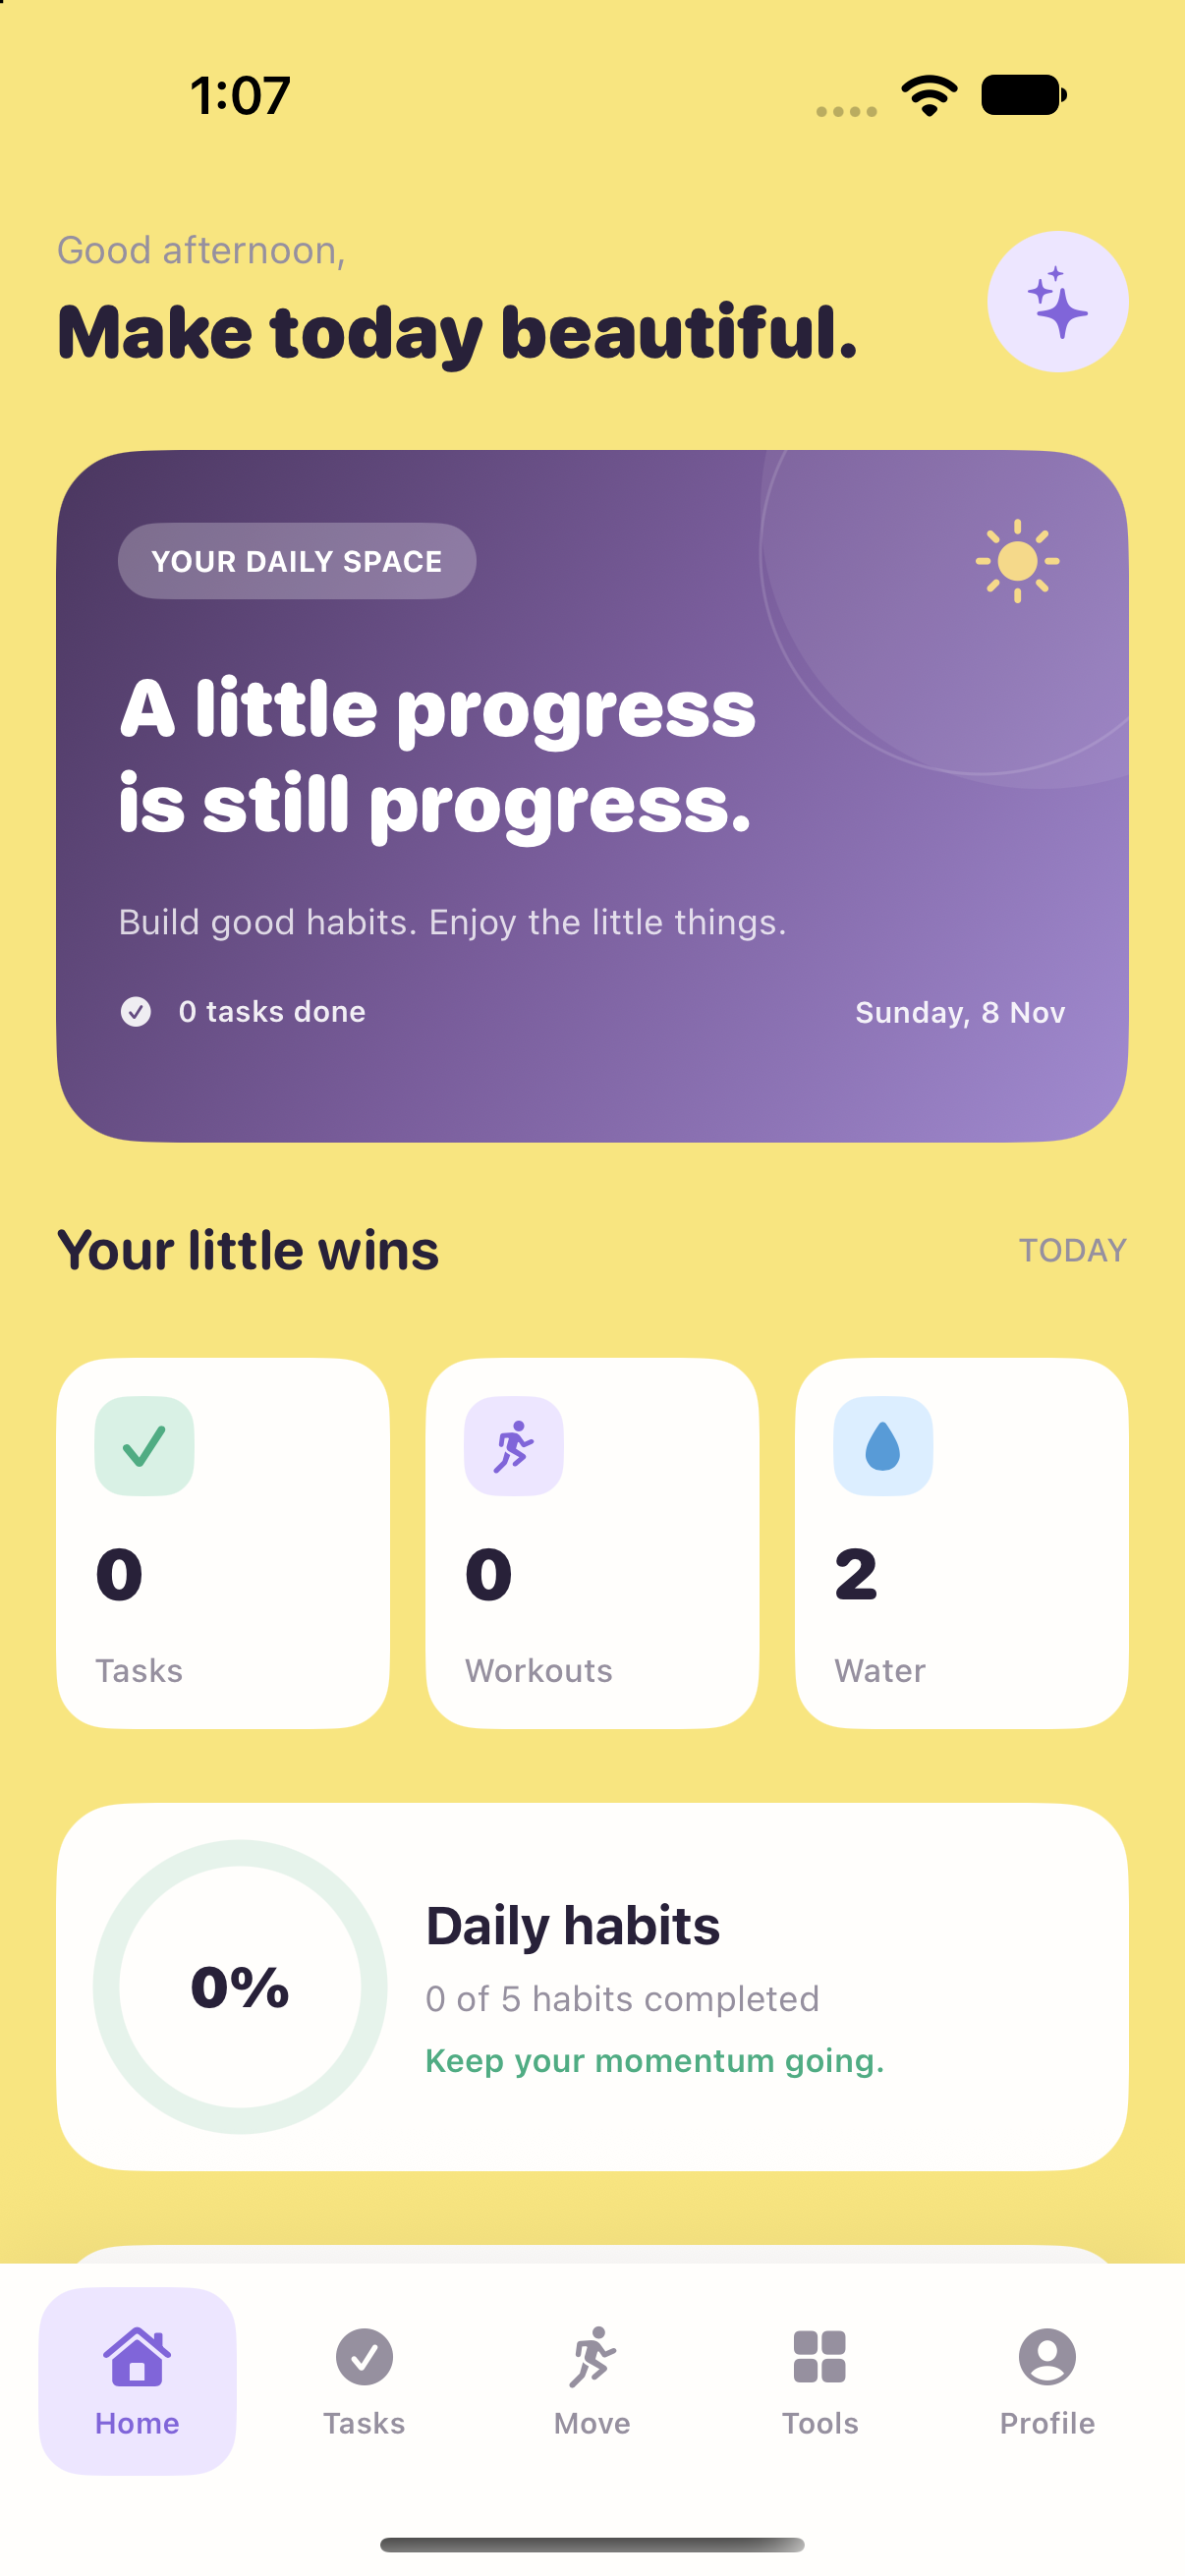 1:07
Good afternoon,
Make today beautiful.
YOUR DAILY SPACE
A little progress
is still progress.
Build good habits. Enjoy the little things.
0 tasks done
Sunday, 8 Nov
Your little wins
TODAY
0
Tasks
0
Workouts
2
Water
0%
Daily habits
0 of 5 habits completed
Keep your momentum going.
Home
Tasks
Move
Tools
Profile